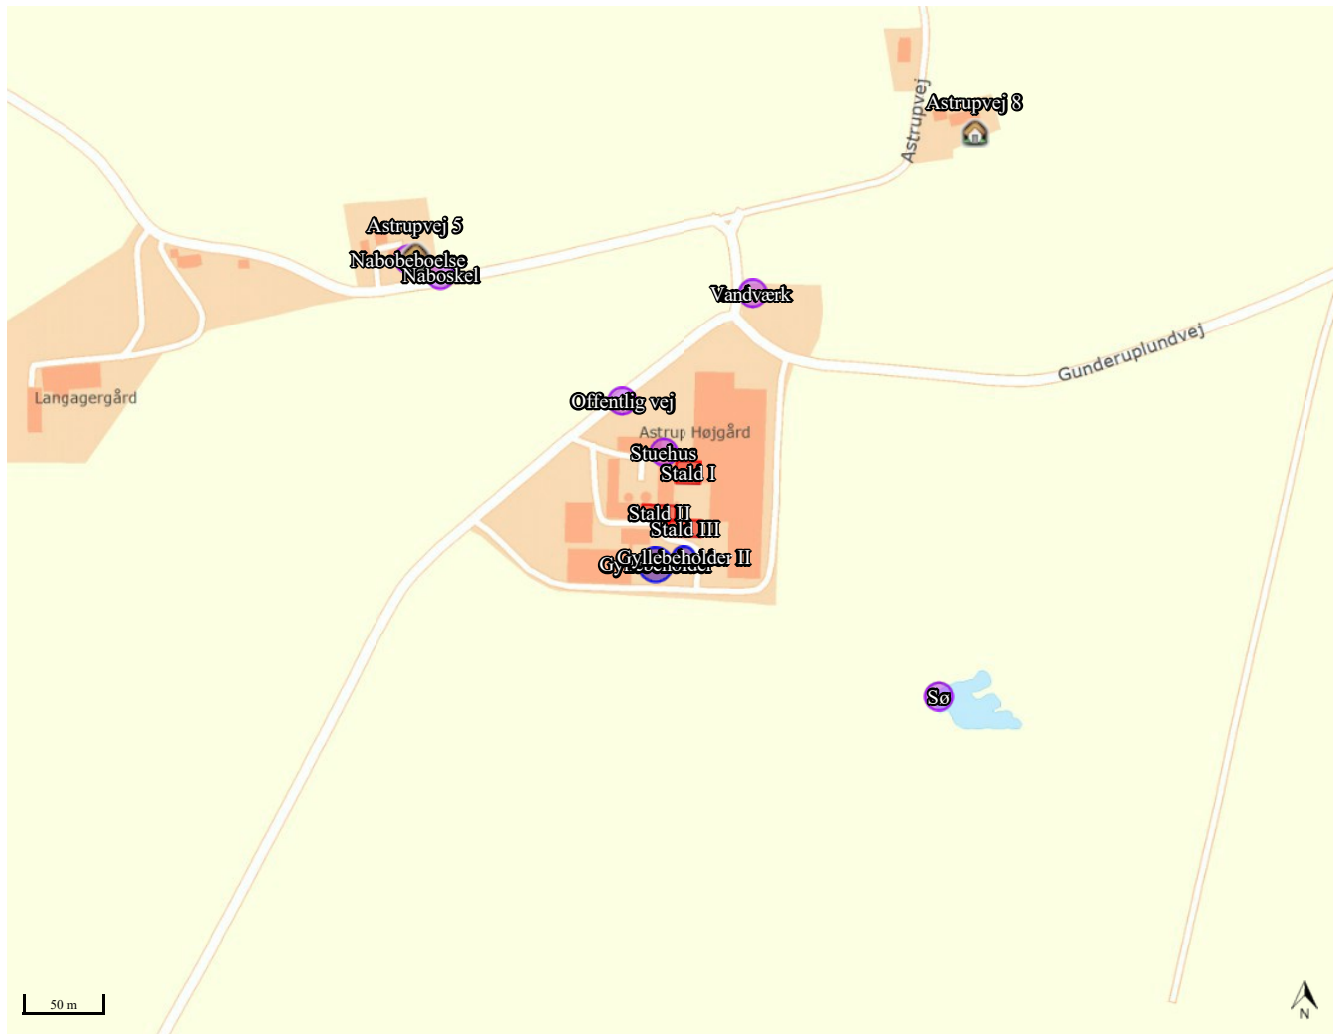 Astrupvej 8
Astrupvej
Astrupvej 5
Nabobeboelse
Naboskel
Vandværk
Gunderuplundvej
Langagergård
Offentlig vej
Astrup Højgård
Stuehus
Stald I
Stald II
Stald III
Gyllebeholder II
Gyllebeholder
Sø
50 m
N